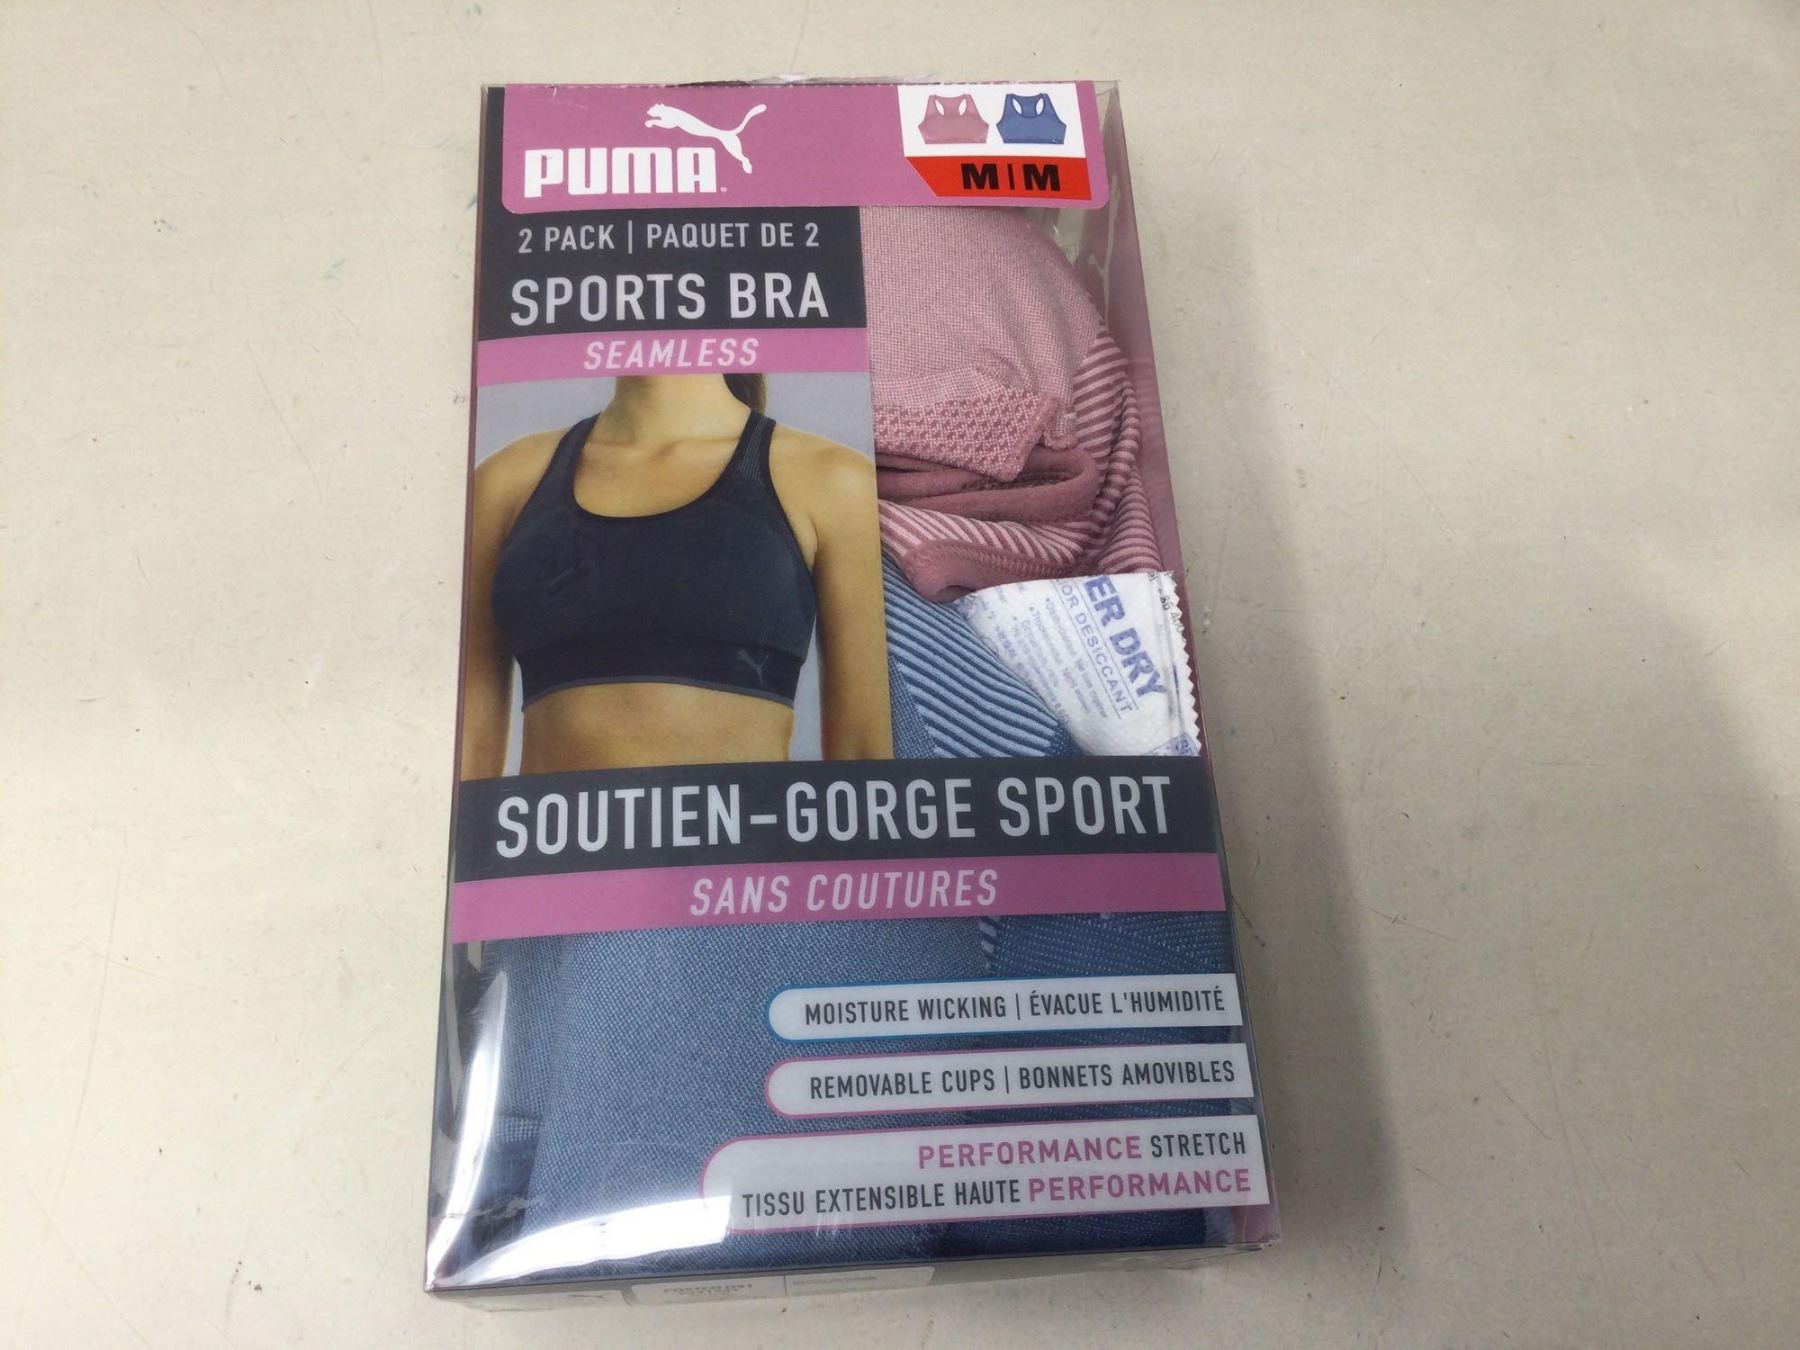 PUMA
M | M
2 PACK | PAQUET DE 2
SPORTS BRA
SEAMLESS
ER DRY
OR DESICCANT
SOUTIEN-GORGE SPORT
SANS COUTURES
MOISTURE WICKING | ÉVACUE L'HUMIDITÉ
REMOVABLE CUPS | BONNETS AMOVIBLES
PERFORMANCE STRETCH
TISSU EXTENSIBLE HAUTE PERFORMANCE